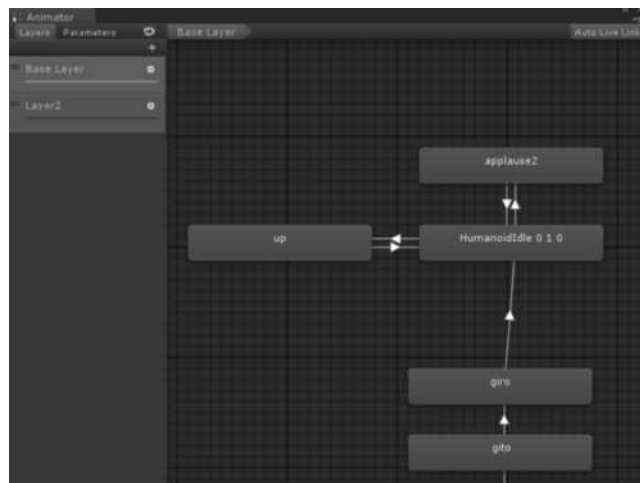 Animator
Layers Parameters
Base Layer
Auto Live Link
Base Layer
Layer2
applause2
up
HumanoidIdle 0 1 0
giro
gito